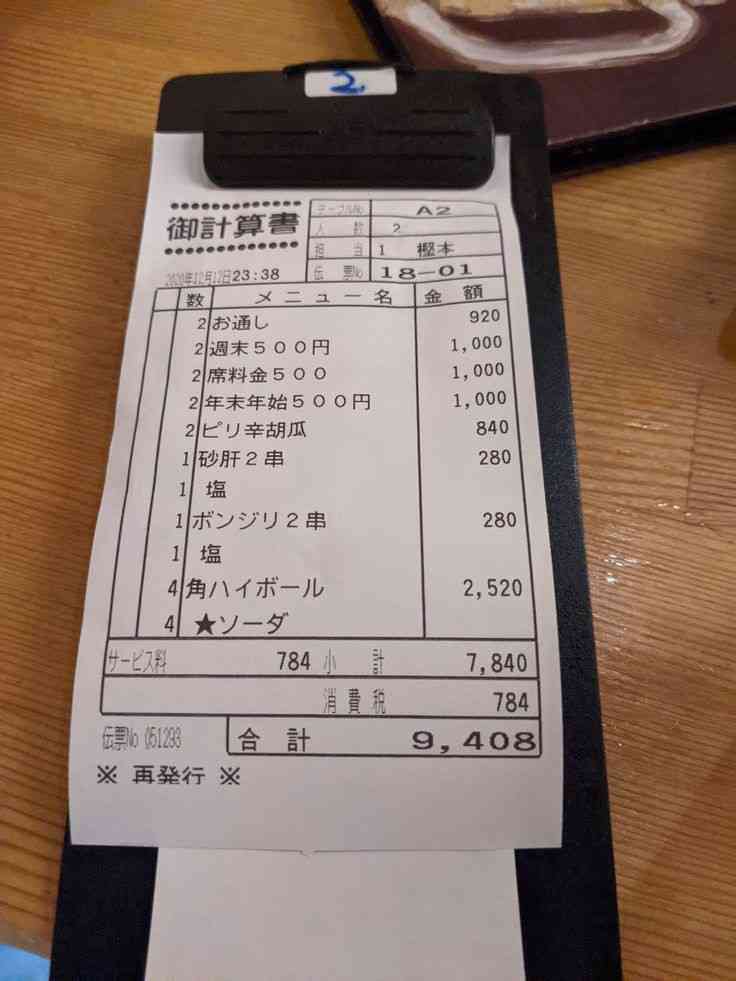 2
御計算書
テーブルNo A2
人数 2
担当 1 樫本
2020年12月12日23:38 伝票No 18-01
数 メニュー名 金額
2 お通し 920
2 週末500円 1,000
2 席料金500 1,000
2 年末年始500円 1,000
2 ピリ辛胡瓜 840
1 砂肝2串 280
1 塩
1 ボンジリ2串 280
1 塩
4 角ハイボール 2,520
4 ★ソーダ
サービス料 784 小計 7,840
消費税 784
伝票No 051293 合計 9,408
※ 再発行 ※